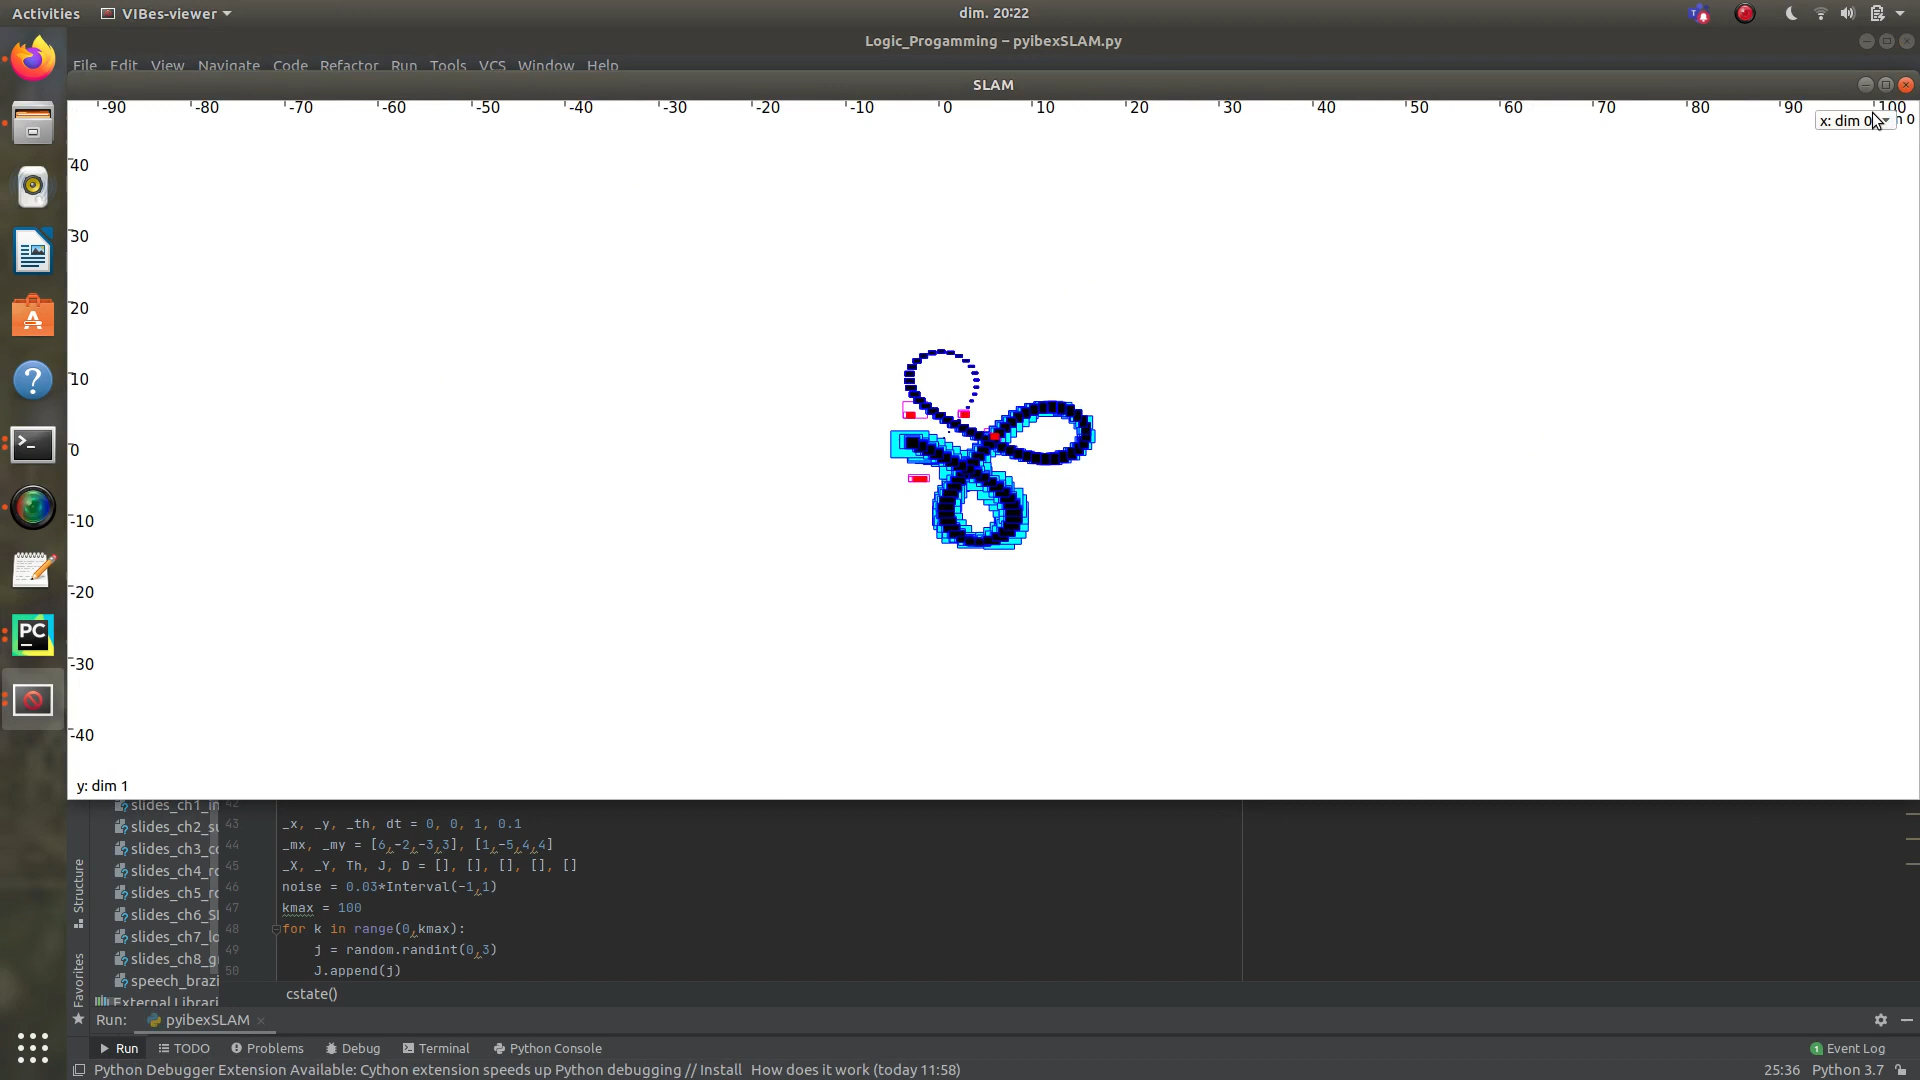 Activities VIBes-viewer dim. 20:22
Logic_Progamming – pyibexSLAM.py
File Edit View Navigate Code Refactor Run Tools VCS Window Help
SLAM
-90 -80 -70 -60 -50 -40 -30 -20 -10 0 10 20 30 40 50 60 70 80 90 100
x: dim 0 n 0
40
30
20
10
0
-10
-20
-30
-40
y: dim 1
slides_ch1_in 42
slides_ch2_su 43 _x, _y, _th, dt = 0, 0, 1, 0.1
slides_ch3_co 44 _mx, _my = [6,-2,-3,3], [1,-5,4,4]
slides_ch4_ro 45 _X, _Y, Th, J, D = [], [], [], [], []
slides_ch5_ro 46 noise = 0.03*Interval(-1,1)
slides_ch6_S 47 kmax = 100
slides_ch7_lo 48 for k in range(0,kmax):
slides_ch8_g 49 j = random.randint(0,3)
speech_brazi 50 J.append(j)
External Librari cstate()
Structure
Favorites
Run: pyibexSLAM
Run TODO Problems Debug Terminal Python Console 1 Event Log
Python Debugger Extension Available: Cython extension speeds up Python debugging // Install How does it work (today 11:58) 25:36 Python 3.7
PC